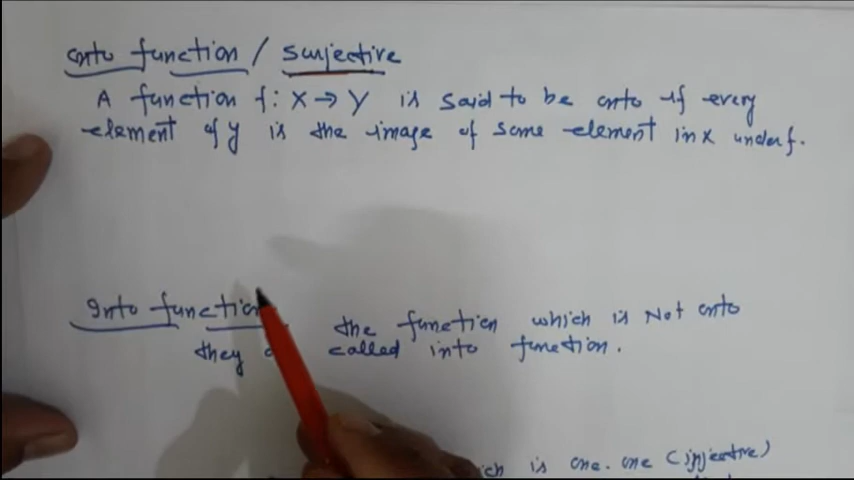 onto function / surjective
A function f: X → Y is said to be onto if every
element of y is the image of some element in x under f.
Into function the function which is Not onto
they called into function.
is one-one (injective)